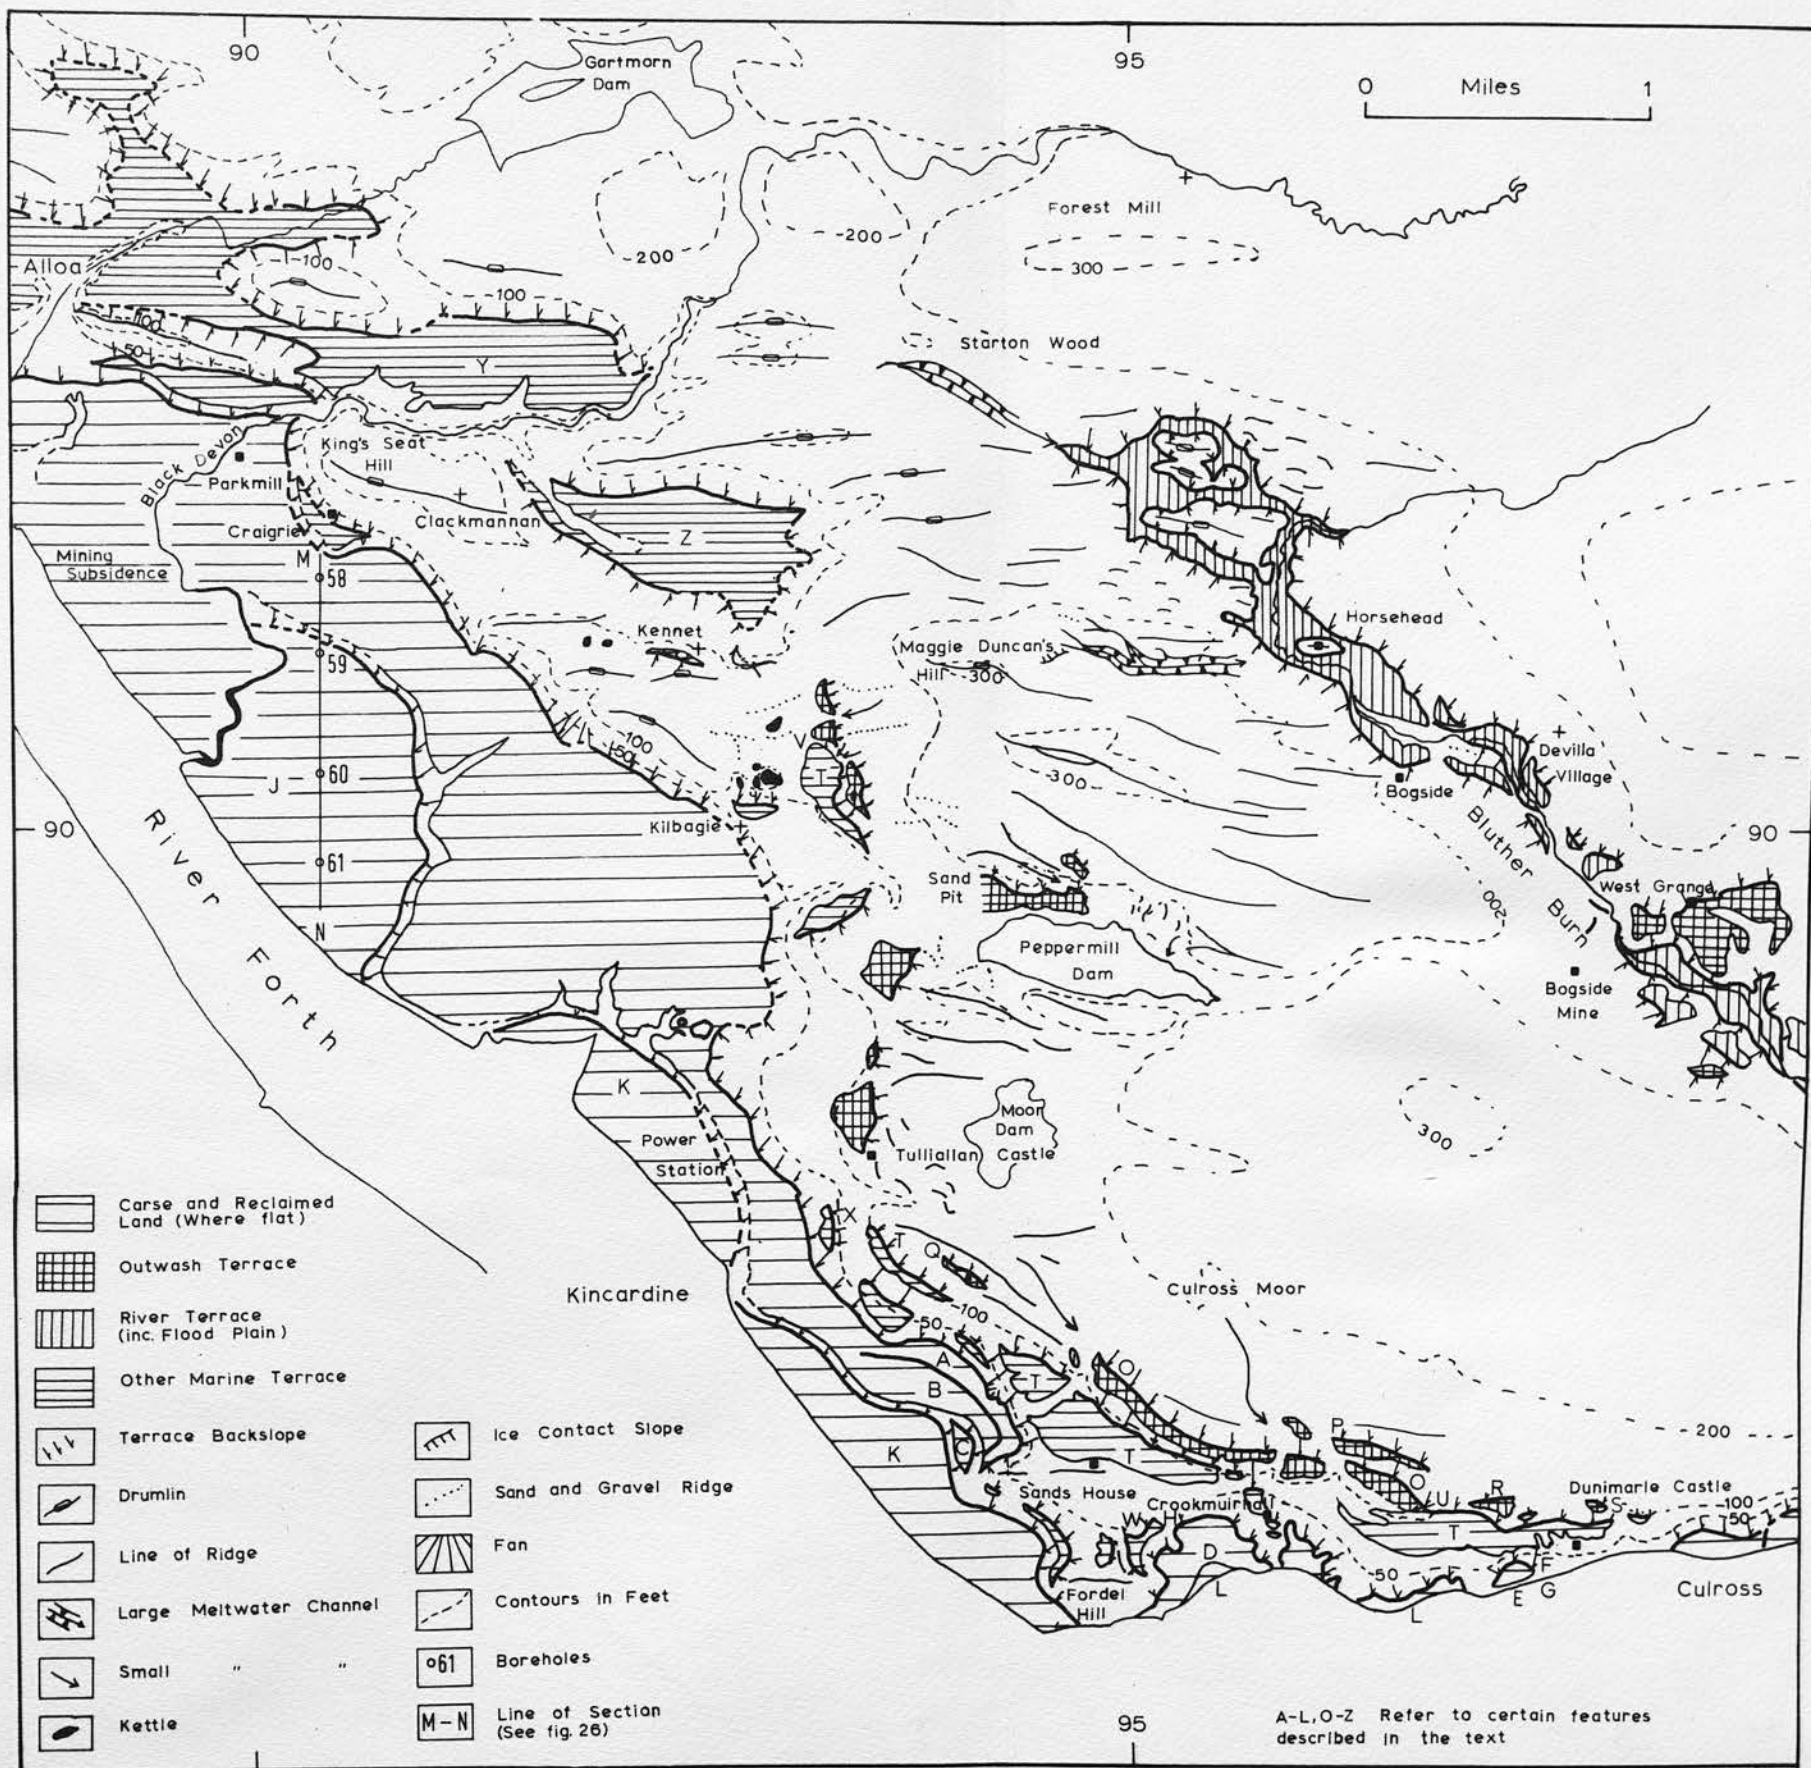 90
95
Gartmorn
Dam
0 Miles 1
Forest Mill
200
200
300
Alloa
100
100
100
50
Starton Wood
Y
Black Devon
King's Seat
Hill
Parkmill
Clackmannan
Craigrie
Z
Mining
Subsidence
M
58
59
60
61
N
J
Kennet
Maggie Duncan's
Hill
300
Horsehead
100
50
V
T
300
Devilla
Village
Bogside
Kilbagie
90
90
River Forth
Bluther Burn
200
Sand
Pit
West Grange
Peppermill
Dam
Bogside
Mine
K
Power
Station
Moor
Dam
Tulliallan Castle
300
X
T
Q
Kincardine
Culross Moor
100
50
A
B
T
O
C
K
T
P
200
Sands House
Crookmuirhall
O
U
R
Dunimarle Castle
S
100
50
W
H
I
T
D
L
50
F
E
G
L
Fordel
Hill
Culross
Carse and Reclaimed
Land (Where flat)
Outwash Terrace
River Terrace
(inc. Flood Plain)
Other Marine Terrace
Terrace Backslope
Drumlin
Line of Ridge
Large Meltwater Channel
Small " "
Kettle
Ice Contact Slope
Sand and Gravel Ridge
Fan
Contours in Feet
61 Boreholes
M-N Line of Section
(See fig. 26)
95
A-L, O-Z Refer to certain features
described in the text